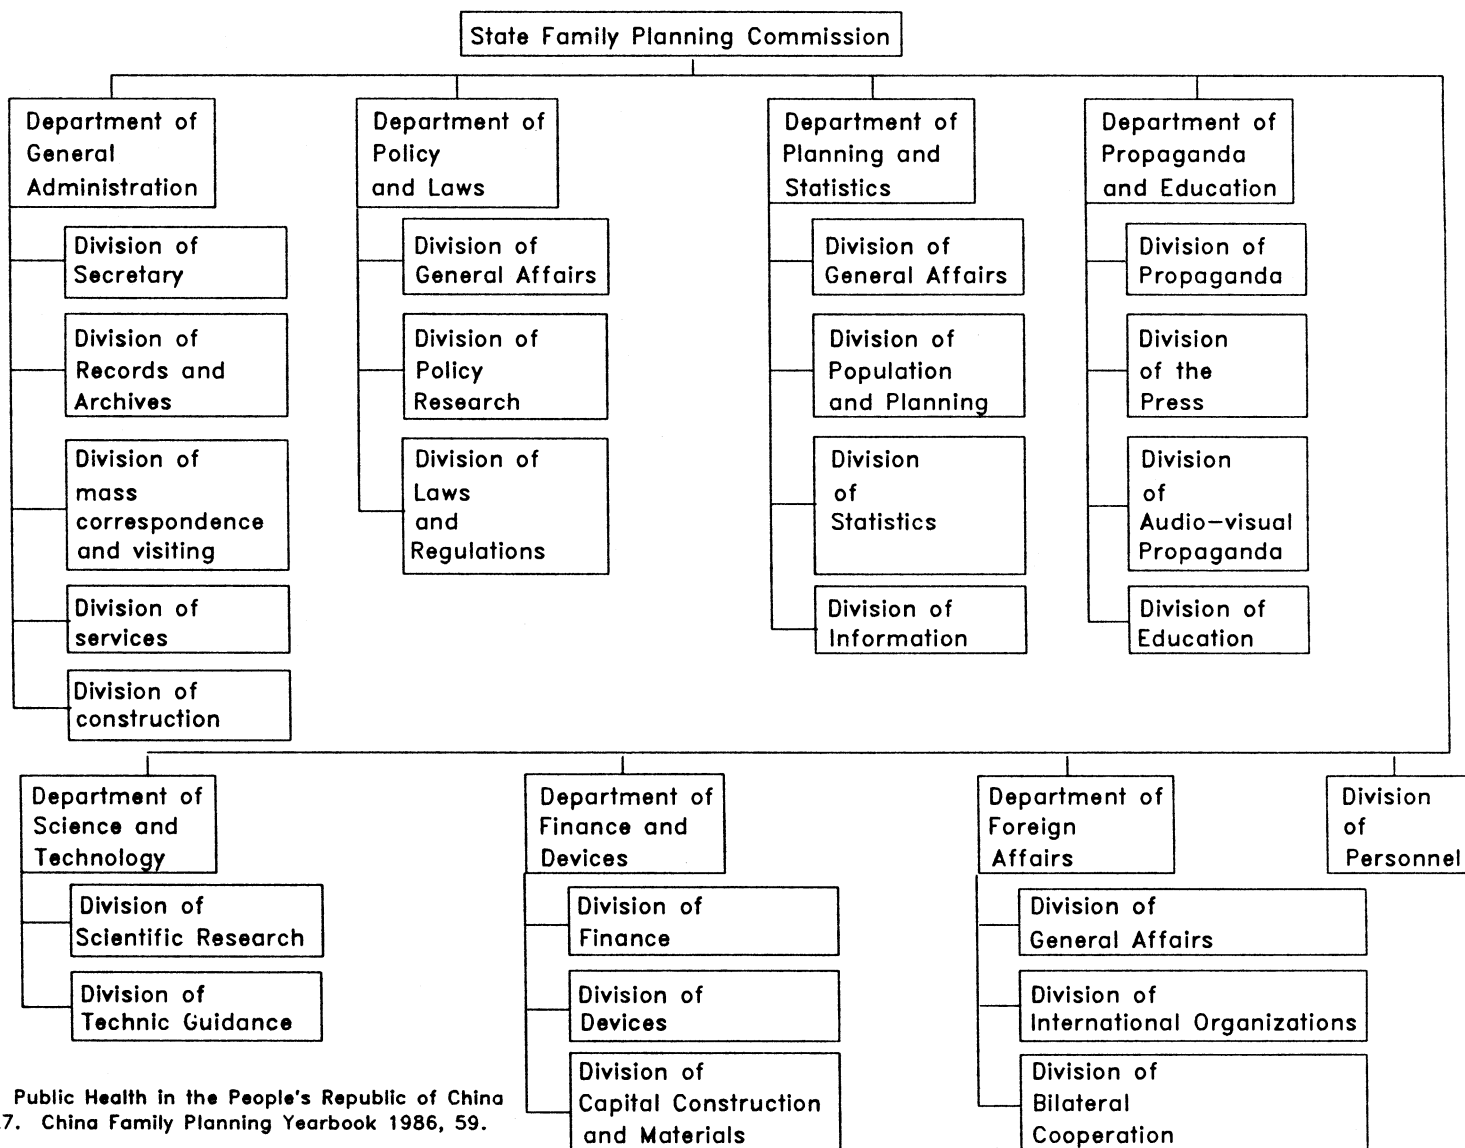 State Family Planning Commission
Department of
General
Administration
Division of
Secretary
Division of
Records and
Archives
Division of
mass
correspondence
and visiting
Division of
services
Division of
construction
Department of
Policy
and Laws
Division of
General Affairs
Division of
Policy
Research
Division of
Laws
and
Regulations
Department of
Planning and
Statistics
Division of
General Affairs
Division of
Population
and Planning
Division
of
Statistics
Division of
Information
Department of
Propaganda
and Education
Division of
Propaganda
Division
of the
Press
Division
of
Audio-visual
Propaganda
Division of
Education
Department of
Science and
Technology
Division of
Scientific Research
Division of
Technic Guidance
Department of
Finance and
Devices
Division of
Finance
Division of
Devices
Division of
Capital Construction
and Materials
Department of
Foreign
Affairs
Division of
General Affairs
Division of
International Organizations
Division of
Bilateral
Cooperation
Division
of
Personnel
Public Health in the People's Republic of China
7. China Family Planning Yearbook 1986, 59.